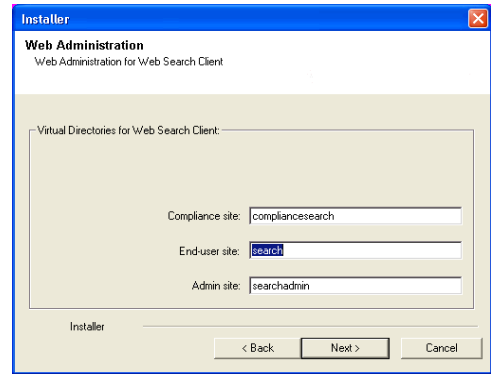 Installer
Web Administration
Web Administration for Web Search Client
Virtual Directories for Web Search Client:
Compliance site: compliancesearch
End-user site: search
Admin site: searchadmin
Installer
< Back Next > Cancel